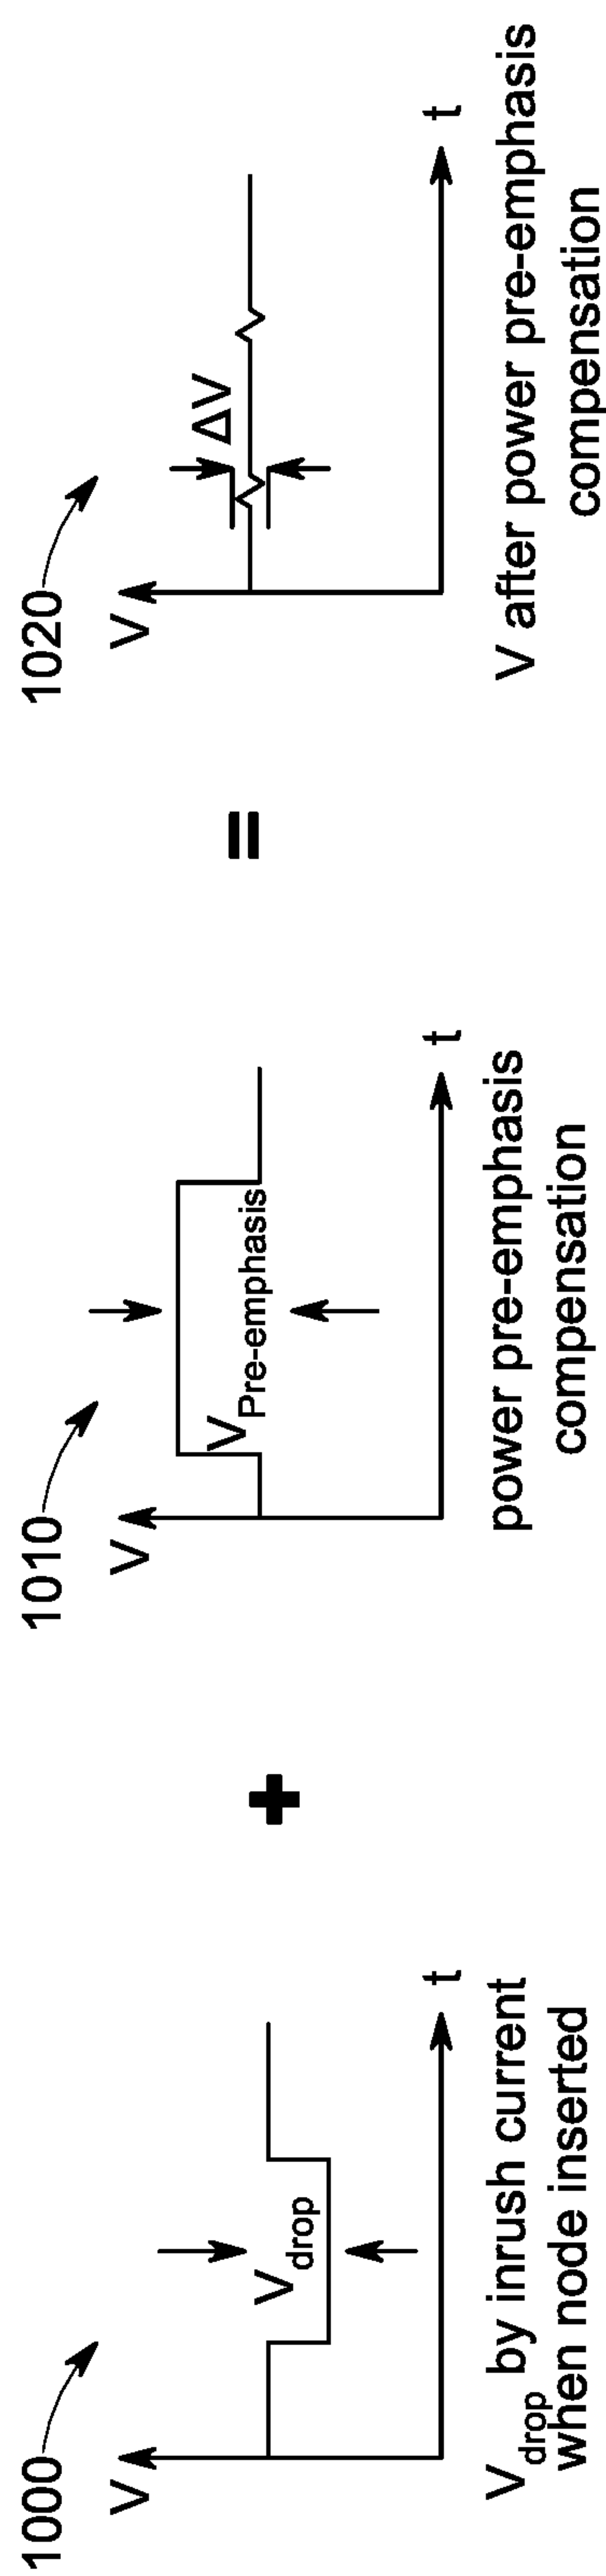 1000
V
V drop
t
V drop by inrush current
when node inserted
+
1010
V
V Pre-emphasis
t
power pre-emphasis
compensation
=
1020
V
ΔV
t
V after power pre-emphasis
compensation